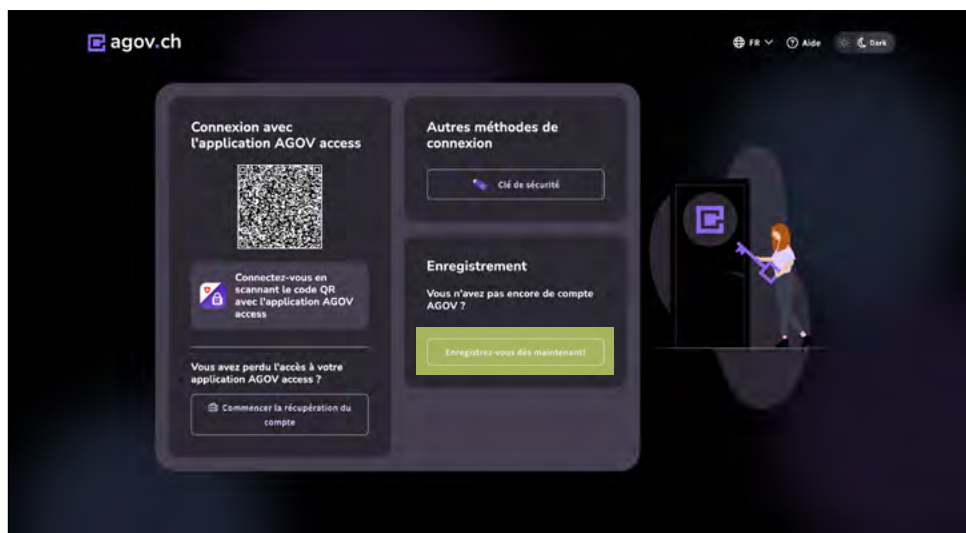 agov.ch
FR
Aide
Dark
Connexion avec
l'application AGOV access
Connectez-vous en
scannant le code QR
avec l'application AGOV
access
Vous avez perdu l'accès à votre
application AGOV access ?
Commencer la récupération du
compte
Autres méthodes de
connexion
Clé de sécurité
Enregistrement
Vous n'avez pas encore de compte
AGOV ?
Enregistrez-vous dès maintenant!